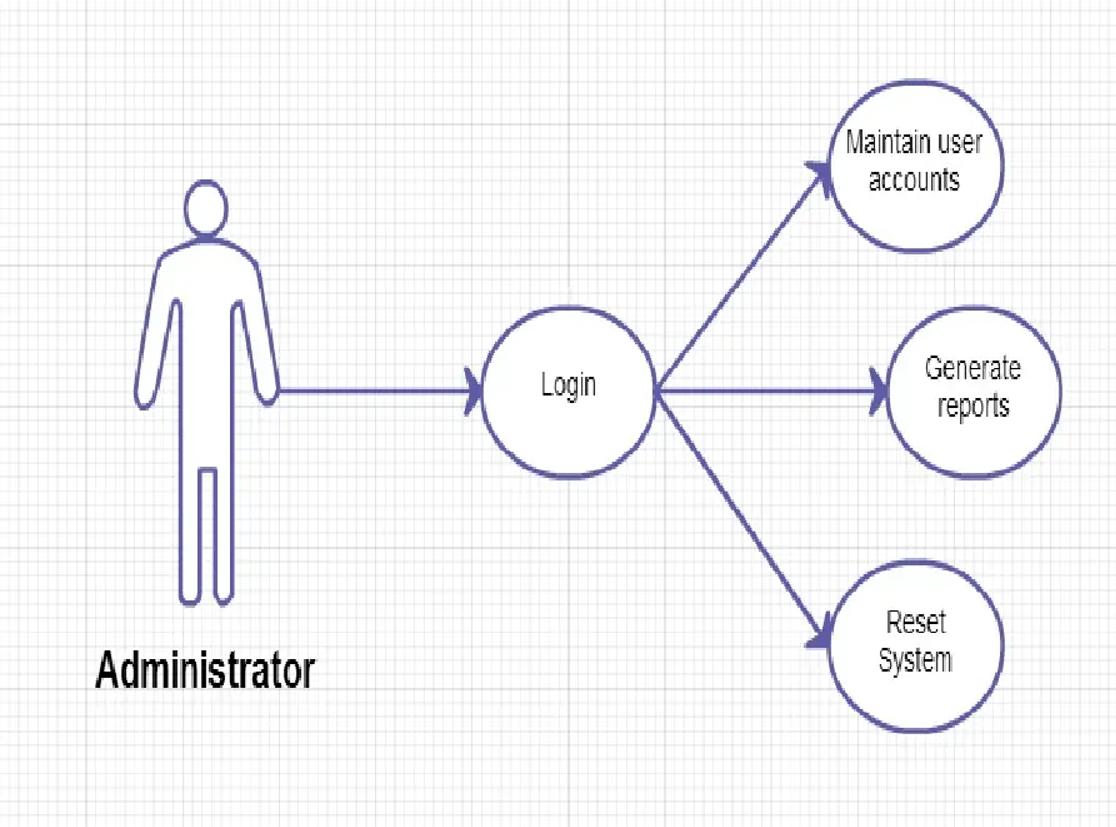 Maintain user
accounts
Login
Generate
reports
Reset
System
Administrator